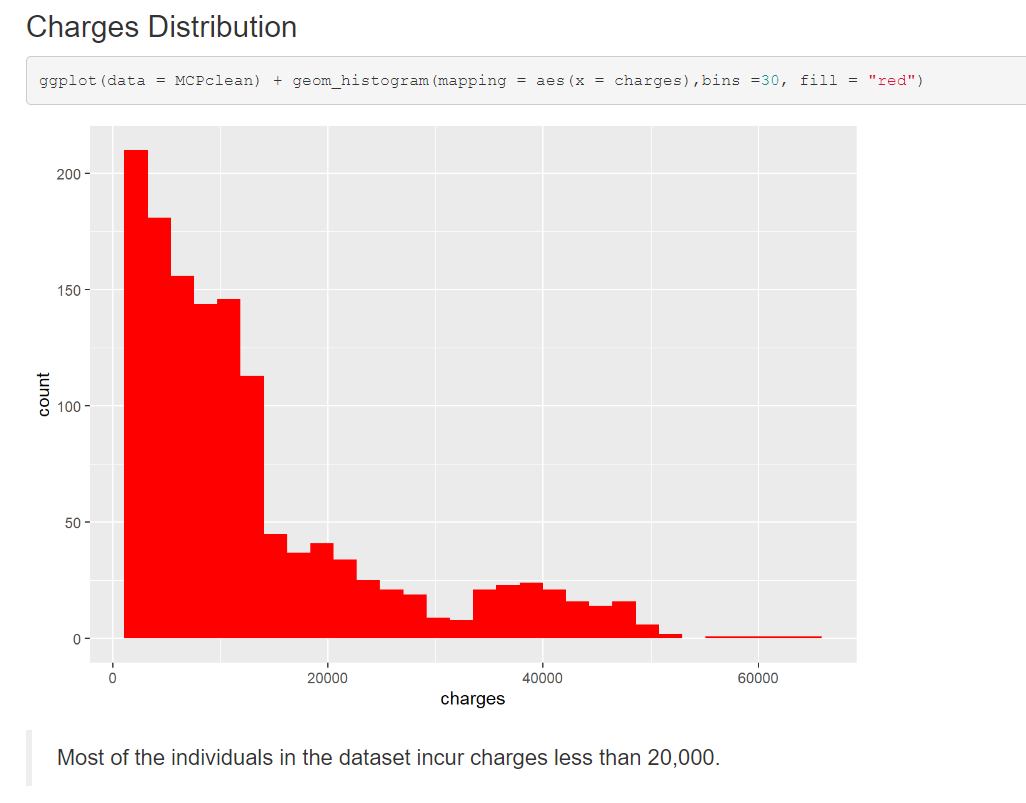 Charges Distribution
ggplot(data = MCPclean) + geom_histogram(mapping = aes(x = charges),bins =30, fill = "red")
200
150
100
50
0
count
0 20000 40000 60000
charges
Most of the individuals in the dataset incur charges less than 20,000.